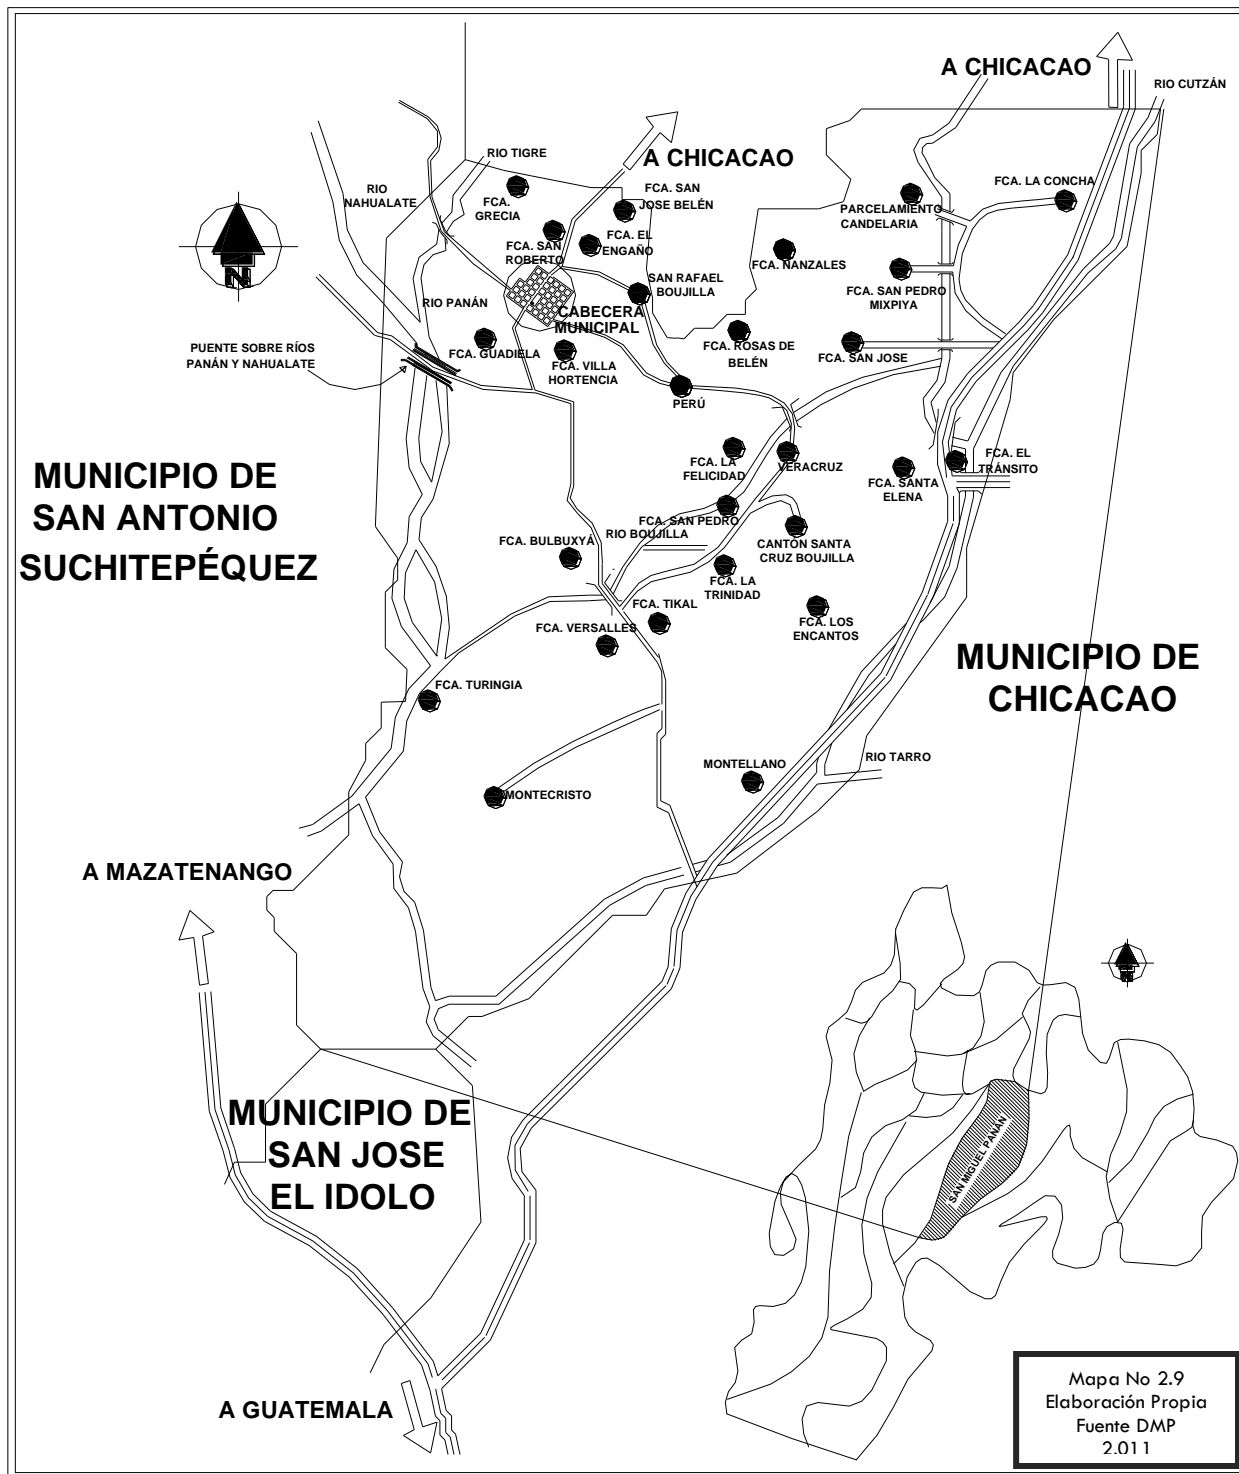 A CHICACAO
RIO CUTZÁN
RIO TIGRE
A CHICACAO
RIO
NAHUALATE
FCA.
GRECIA
FCA. SAN
JOSE BELÉN
FCA. LA CONCHA
PARCELAMIENTO
CANDELARIA
FCA. SAN
ROBERTO
FCA. EL
ENGAÑO
FCA. NANZALES
N
SAN RAFAEL
BOUJILLA
FCA. SAN PEDRO
MIXPIYA
RIO PANÁN
CABECERA
MUNICIPAL
PUENTE SOBRE RÍOS
PANÁN Y NAHUALATE
FCA. GUADIELA
FCA. VILLA
HORTENCIA
FCA. ROSAS DE
BELÉN
FCA. SAN JOSE
PERÚ
MUNICIPIO DE
SAN ANTONIO
SUCHITEPÉQUEZ
FCA. LA
FELICIDAD
VERACRUZ
FCA. SANTA
ELENA
FCA. EL
TRÁNSITO
FCA. SAN PEDRO
RIO BOUJILLA
FCA. BULBUXYÁ
CANTÓN SANTA
CRUZ BOUJILLA
FCA. LA
TRINIDAD
FCA. TIKAL
FCA. VERSALLES
FCA. LOS
ENCANTOS
MUNICIPIO DE
CHICACAO
FCA. TURINGIA
RIO TARRO
MONTELLANO
MONTECRISTO
A MAZATENANGO
N
MUNICIPIO DE
SAN JOSE
EL IDOLO
SAN MIGUEL PANÁN
A GUATEMALA
Mapa No 2.9
Elaboración Propia
Fuente DMP
2.011